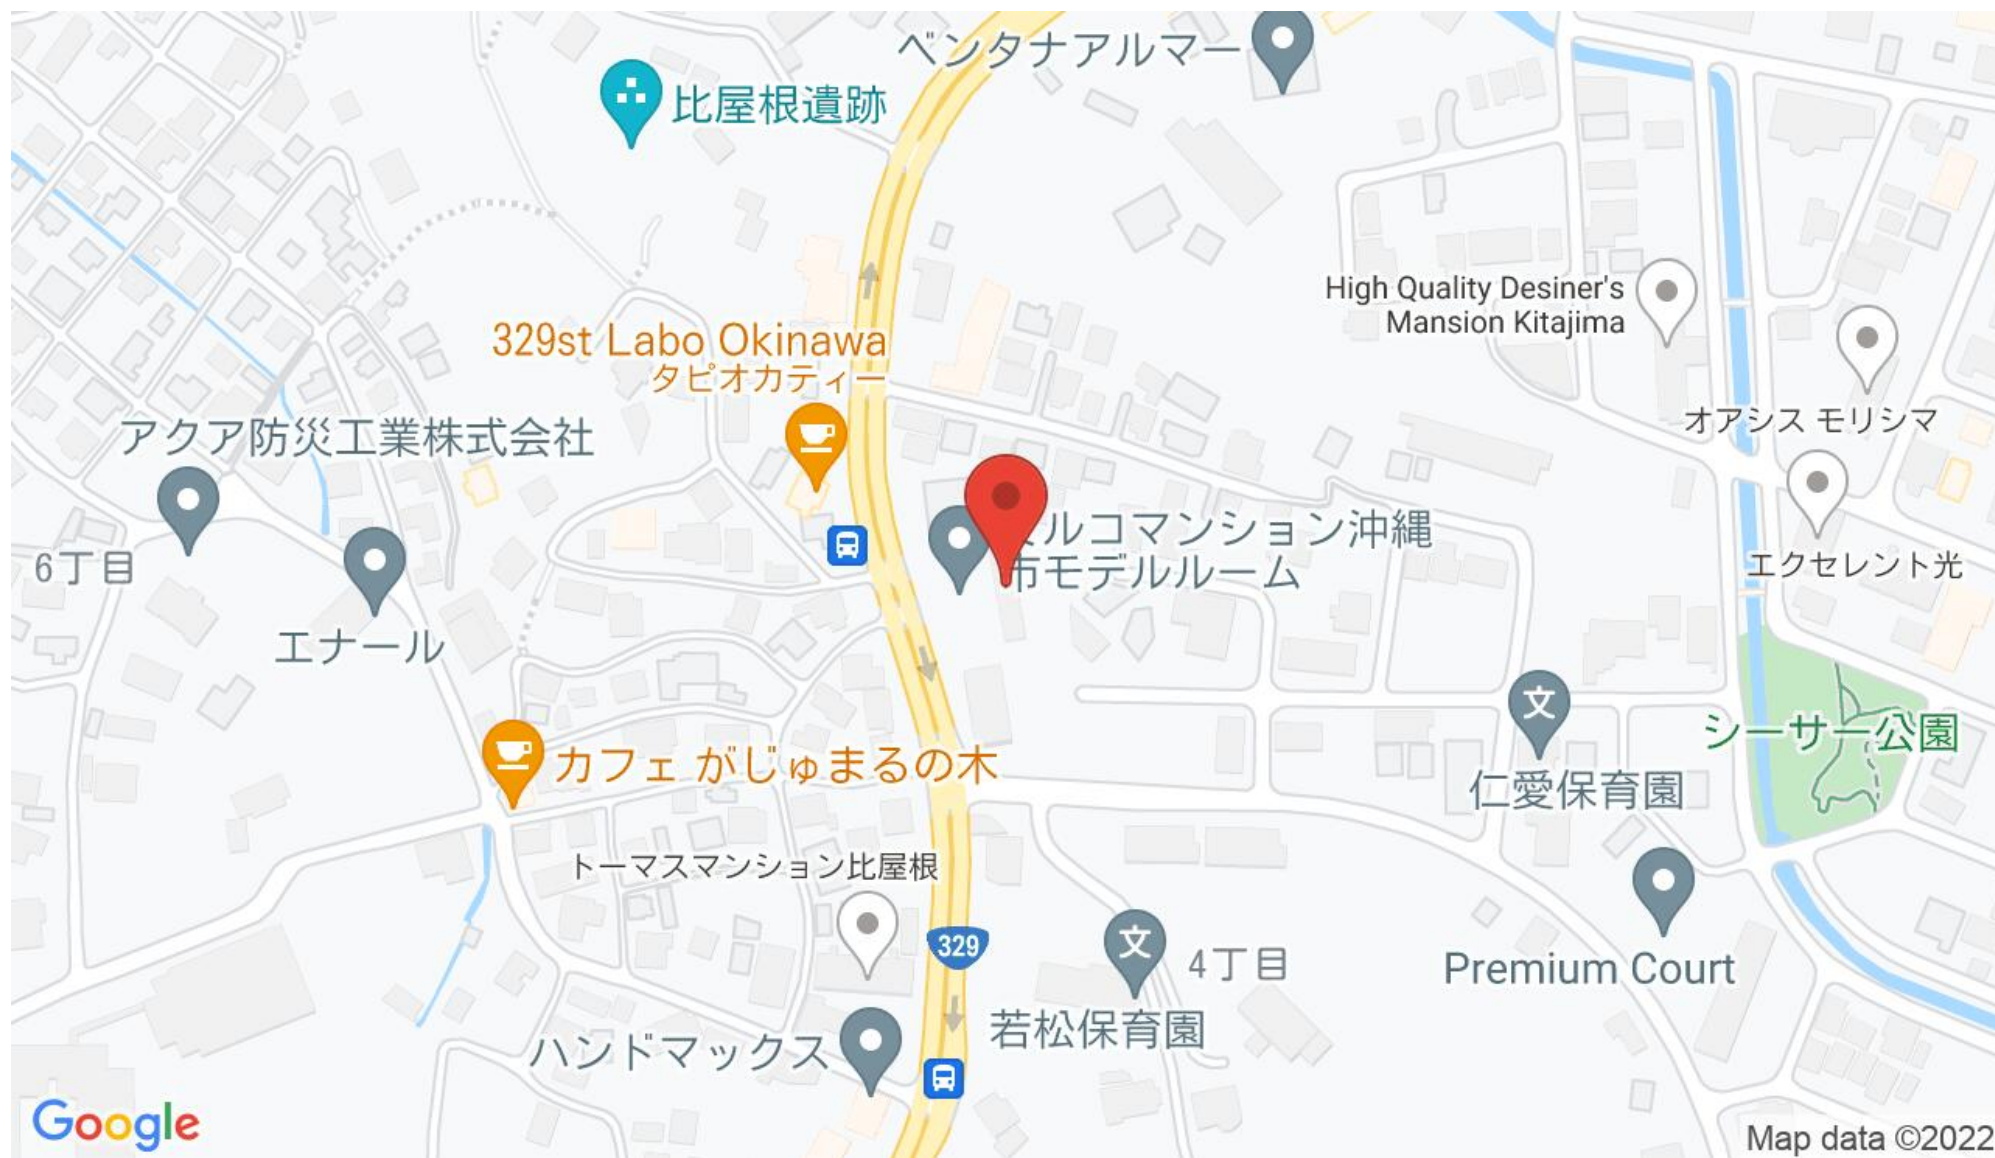 ベンタナアルマー
比屋根遺跡
High Quality Desiner's
Mansion Kitajima
329st Labo Okinawa
タピオカティー
オアシス モリシマ
アクア防災工業株式会社
ルコマンション沖縄
市モデルルーム
6丁目
エクセレント光
エナール
文
シーサー公園
カフェ がじゅまるの木
仁愛保育園
トーマスマンション比屋根
329
文
4丁目
Premium Court
若松保育園
ハンドマックス
Google
Map data ©2022